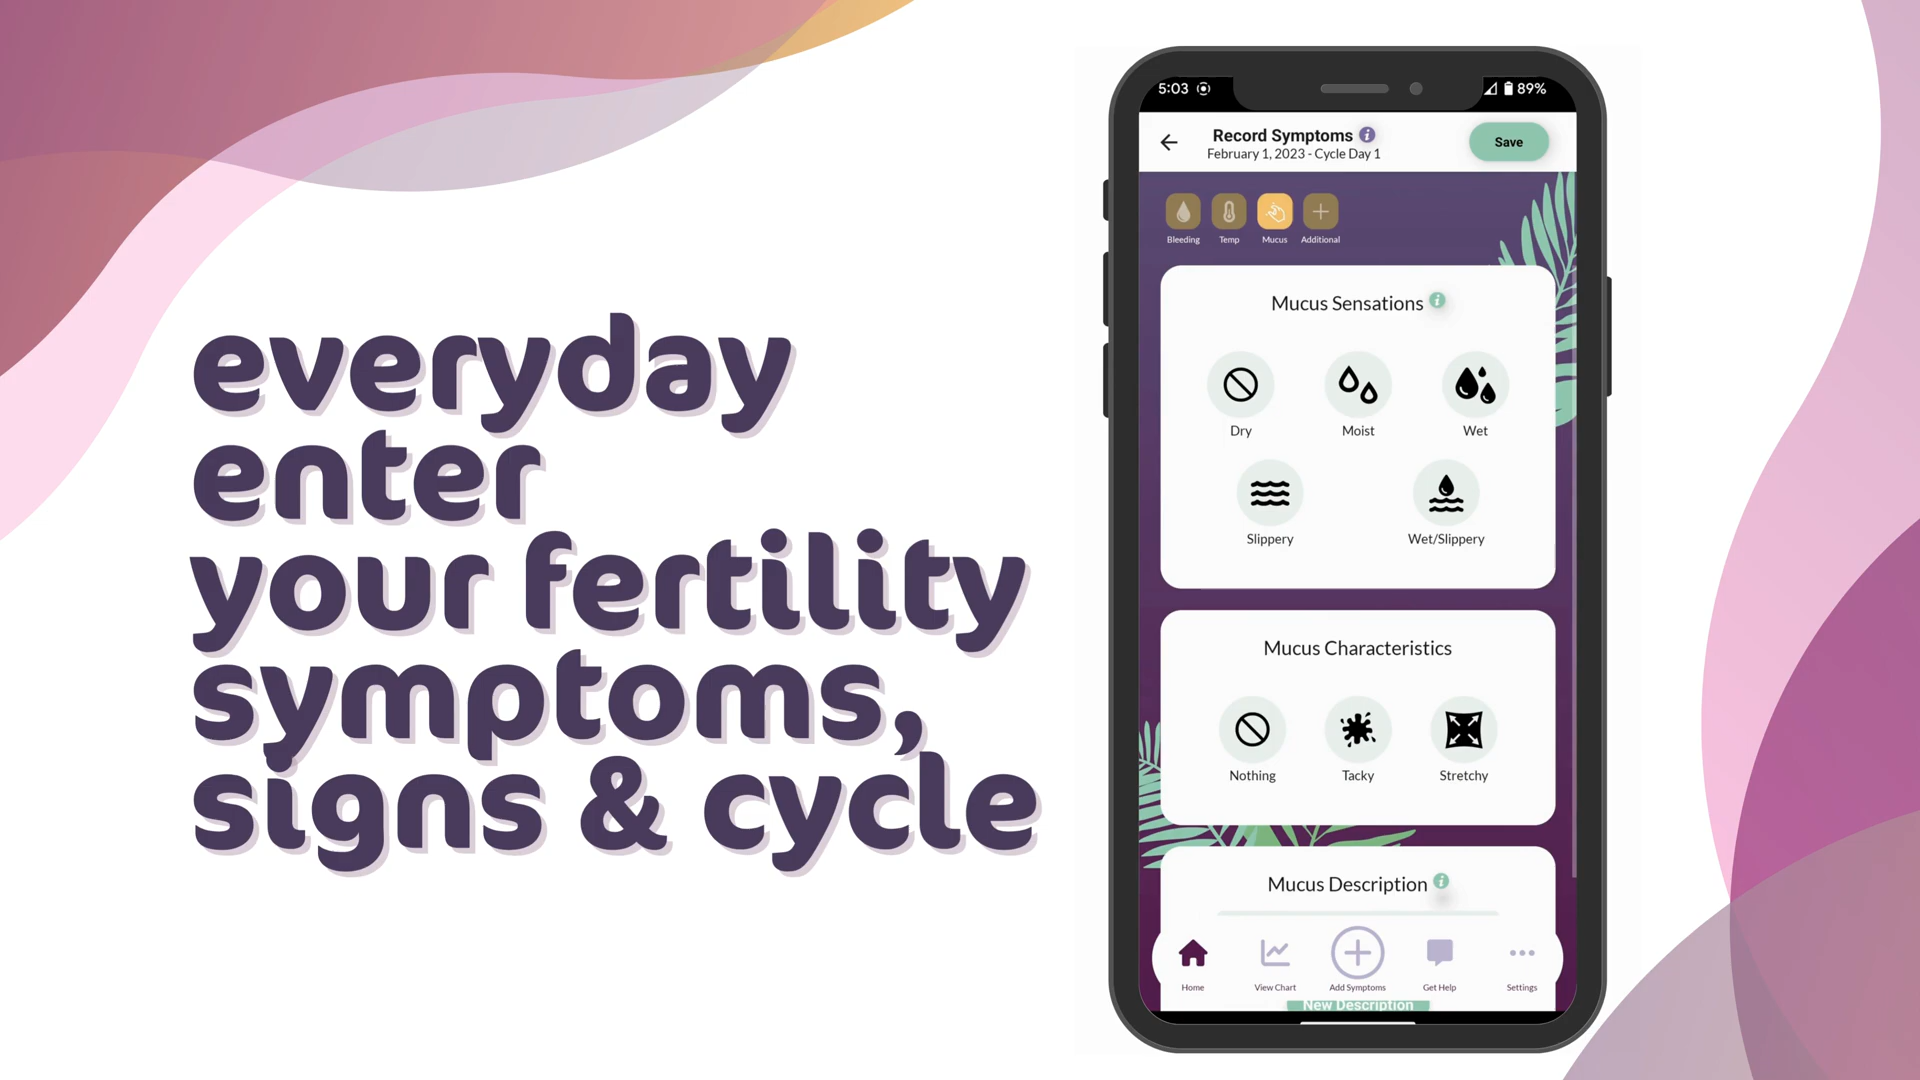 everyday
enter
your fertility
symptoms,
signs & cycle
5:03
89%
Record Symptoms
February 1, 2023 - Cycle Day 1
Save
Bleeding
Temp
Mucus
Additional
Mucus Sensations
Dry
Moist
Wet
Slippery
Wet/Slippery
Mucus Characteristics
Nothing
Tacky
Stretchy
Mucus Description
Home
View Chart
Add Symptoms
Get Help
Settings
New Description